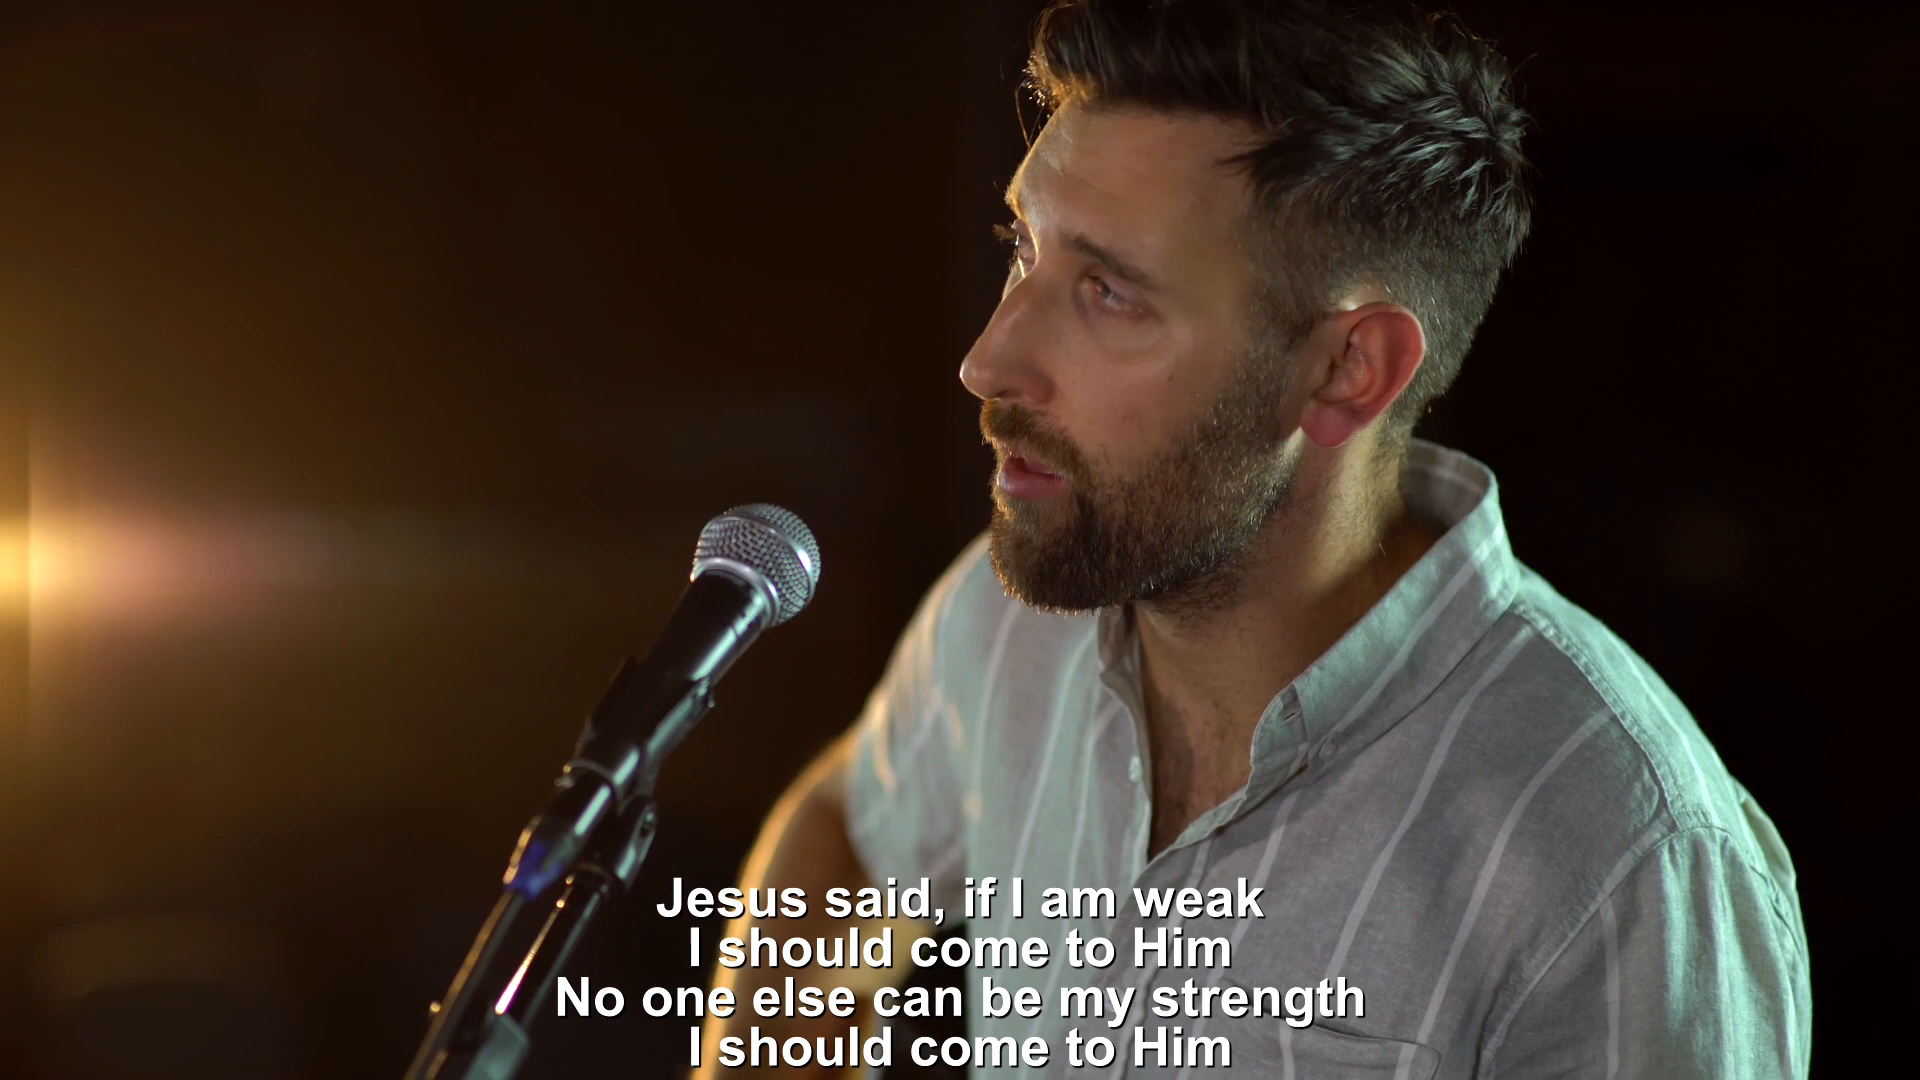 Jesus said, if I am weak
I should come to Him
No one else can be my strength
I should come to Him